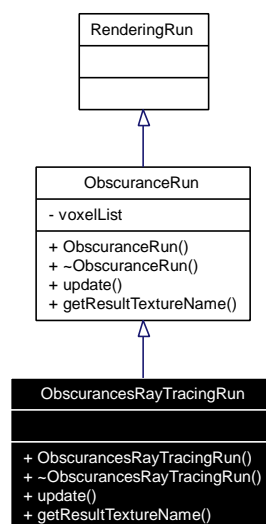 RenderingRun
ObscuranceRun
- voxelList
+ ObscuranceRun()
+ ~ObscuranceRun()
+ update()
+ getResultTextureName()
ObscurancesRayTracingRun
+ ObscurancesRayTracingRun()
+ ~ObscurancesRayTracingRun()
+ update()
+ getResultTextureName()